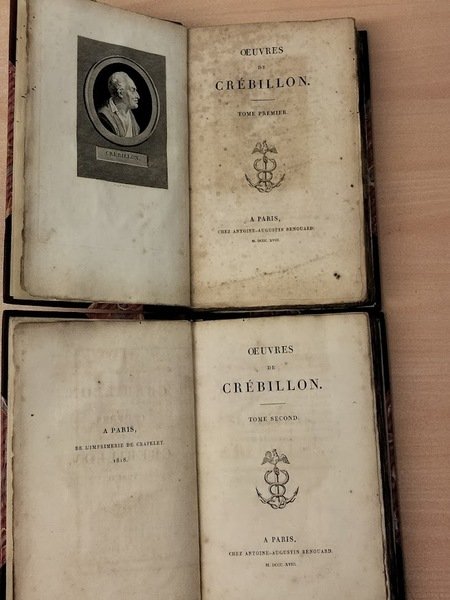 CRÉBILLON.
ŒUVRES
DE
CRÉBILLON.
TOME PREMIER.
A PARIS,
CHEZ ANTOINE-AUGUSTIN RENOUARD.
M. DCCC. XVIII.
A PARIS,
DE L'IMPRIMERIE DE CRAPELET.
1818.
ŒUVRES
DE
CRÉBILLON.
TOME SECOND.
A PARIS,
CHEZ ANTOINE-AUGUSTIN RENOUARD.
M. DCCC. XVIII.